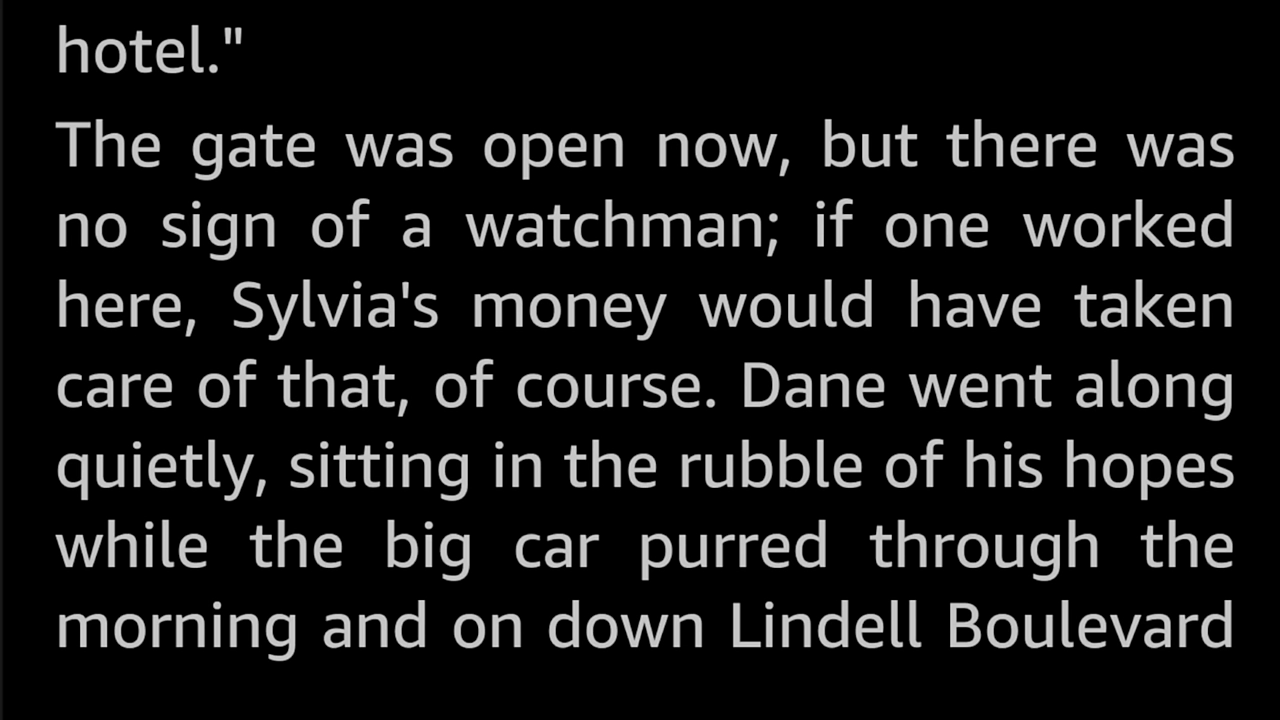 hotel."
The gate was open now, but there was
no sign of a watchman; if one worked
here, Sylvia's money would have taken
care of that, of course. Dane went along
quietly, sitting in the rubble of his hopes
while the big car purred through the
morning and on down Lindell Boulevard